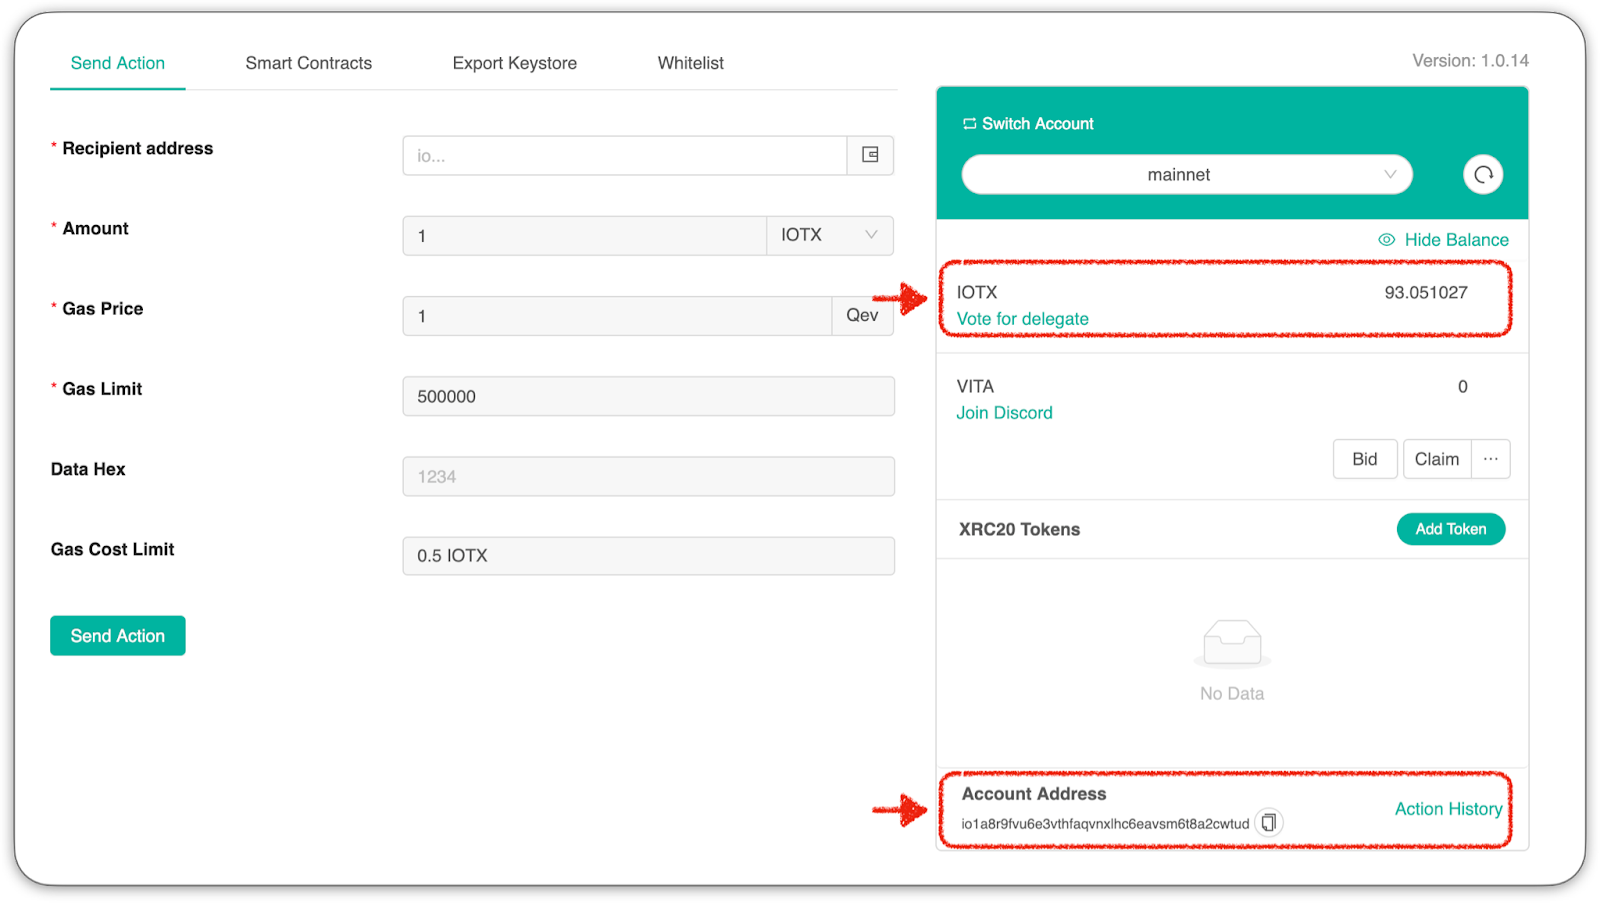 Send Action
Smart Contracts
Export Keystore
Whitelist
Version: 1.0.14
* Recipient address
io...
* Amount
1
IOTX
* Gas Price
1
Qev
* Gas Limit
500000
Data Hex
1234
Gas Cost Limit
0.5 IOTX
Send Action
Switch Account
mainnet
Hide Balance
IOTX
93.051027
Vote for delegate
VITA
0
Join Discord
Bid
Claim
...
XRC20 Tokens
Add Token
No Data
Account Address
io1a8r9fvu6e3vthfaqvnxlhc6eavsm6t8a2cwtud
Action History